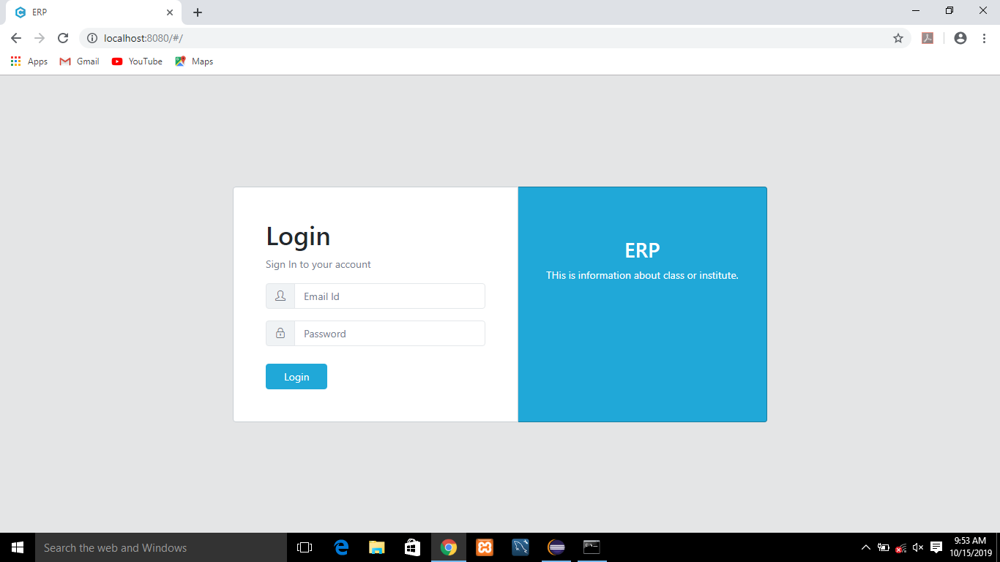 ERP
localhost:8080/#/
Apps Gmail YouTube Maps
Login
Sign In to your account
Email Id
Password
Login
ERP
THis is information about class or institute.
Search the web and Windows
9:53 AM
10/15/2019